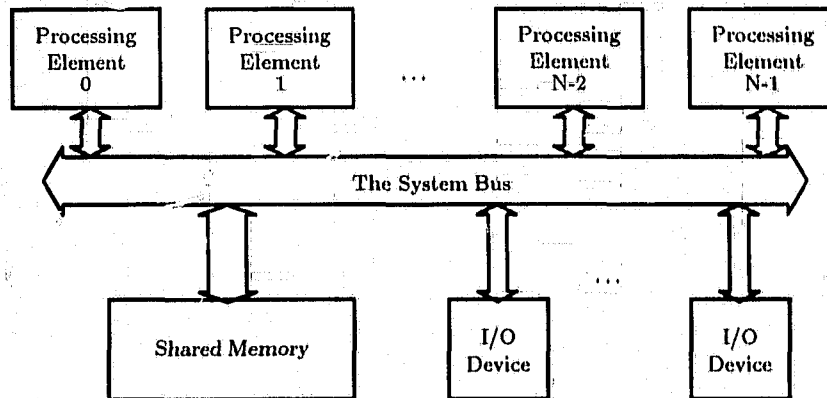 Processing
Element
0
Processing
Element
1
...
Processing
Element
N-2
Processing
Element
N-1
The System Bus
...
Shared Memory
I/O
Device
I/O
Device